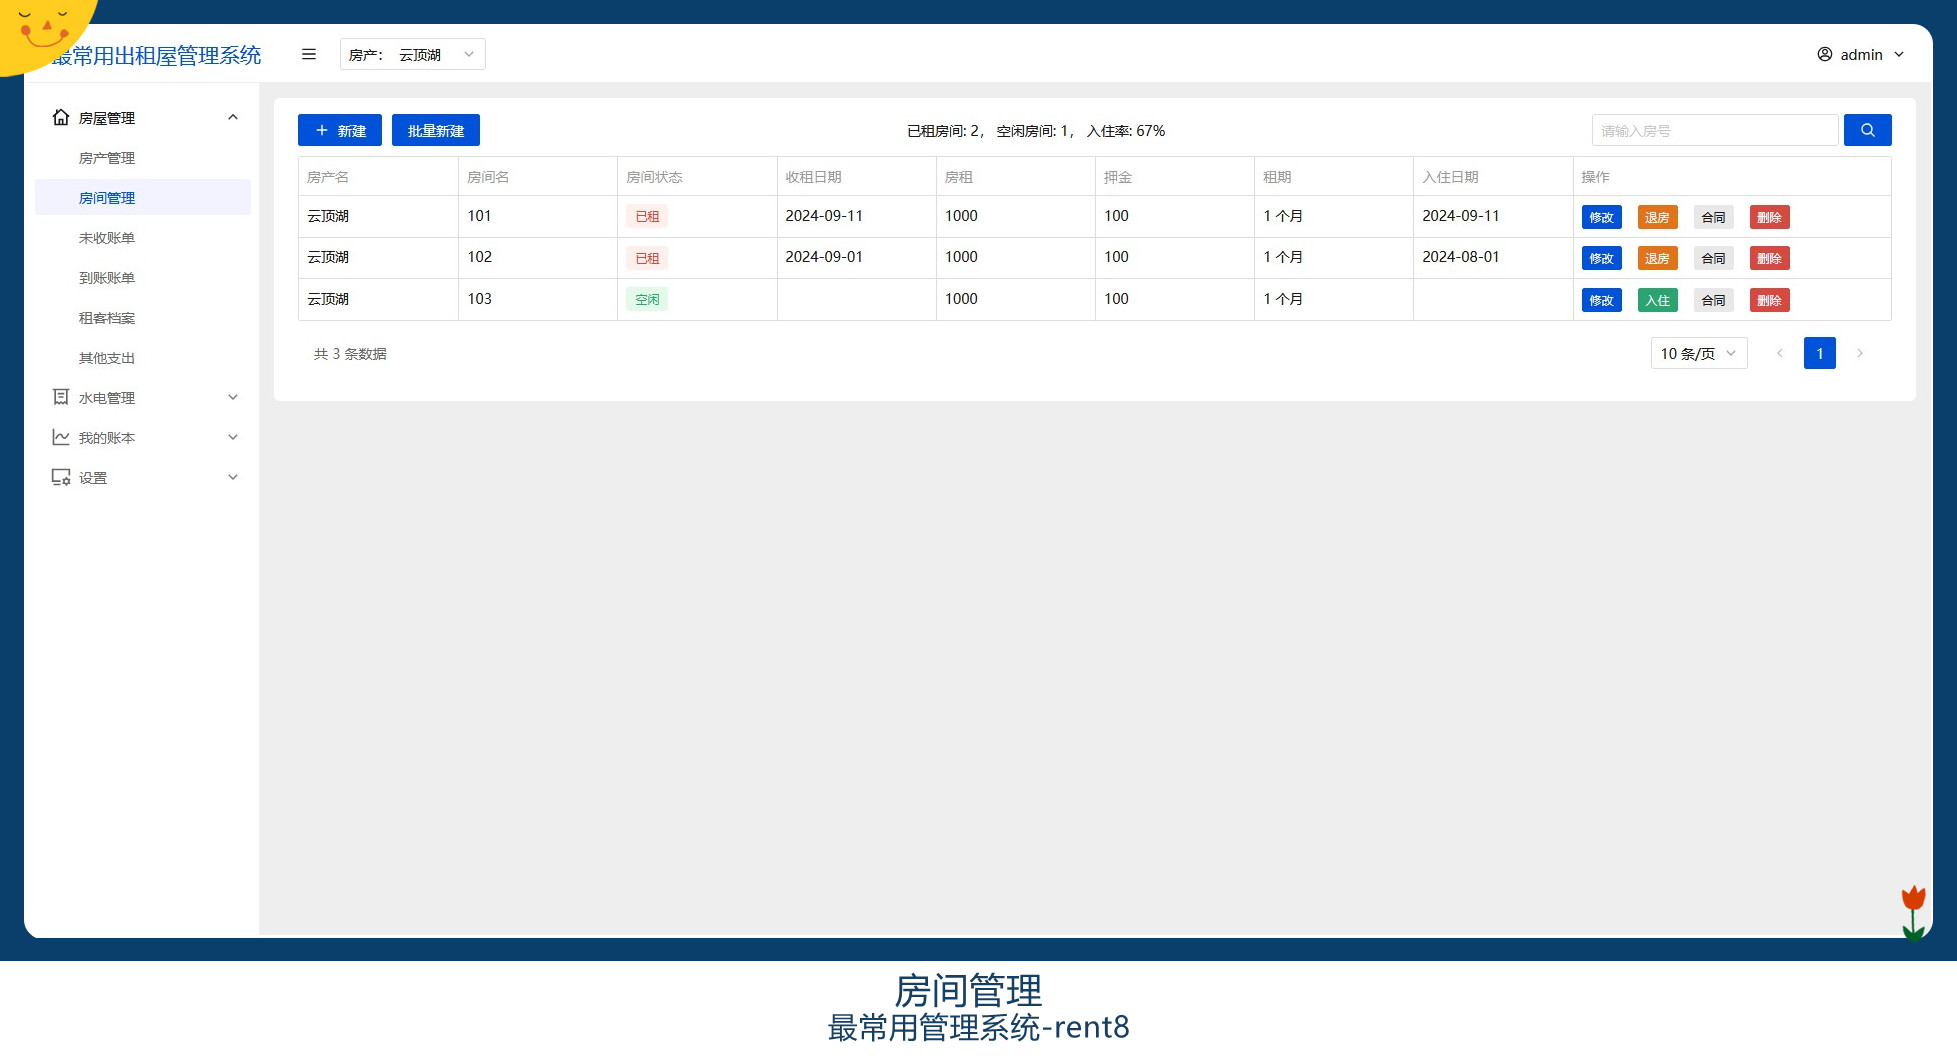 最常用出租屋管理系统
房产： 云顶湖
admin
房屋管理
房产管理
房间管理
未收账单
到账账单
租客档案
其他支出
水电管理
我的账本
设置
新建 批量新建
已租房间: 2， 空闲房间: 1， 入住率: 67%
请输入房号
房产名 房间名 房间状态 收租日期 房租 押金 租期 入住日期 操作
云顶湖 101 已租 2024-09-11 1000 100 1 个月 2024-09-11 修改 退房 合同 删除
云顶湖 102 已租 2024-09-01 1000 100 1 个月 2024-08-01 修改 退房 合同 删除
云顶湖 103 空闲 1000 100 1 个月 修改 入住 合同 删除
共 3 条数据
10 条/页
1
房间管理
最常用管理系统-rent8